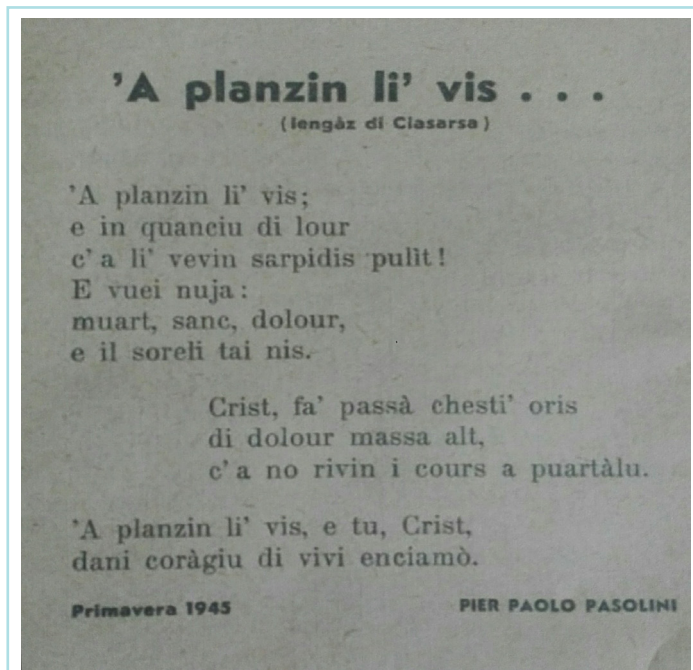 'A planzin li' vis . . .
(lengàz di Ciasarsa)
'A planzin li' vis;
e in quanciu di lour
c' a li' vevin sarpidis pulìt!
E vuei nuja:
muart, sanc, dolour,
e il soreli tai nis.
Crist, fa' passà chesti' oris
di dolour massa alt,
c' a no rivin i cours a puartàlu.
'A planzin li' vis, e tu, Crist,
dani coràgiu di vivi enciamò.
Primavera 1945
PIER PAOLO PASOLINI